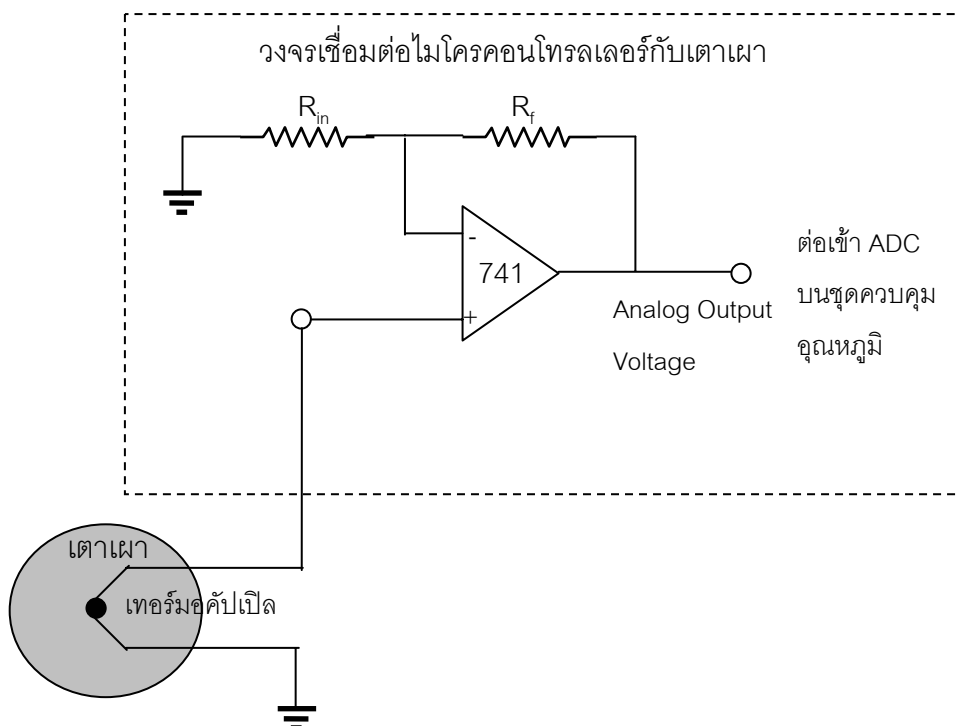 วงจรเชื่อมต่อไมโครคอนโทรลเลอร์กับเตาเผา
Rin
Rf
-
741
+
Analog Output
Voltage
ต่อเข้า ADC
บนชุดควบคุม
อุณหภูมิ
เตาเผา
เทอร์มอคัปเปิล